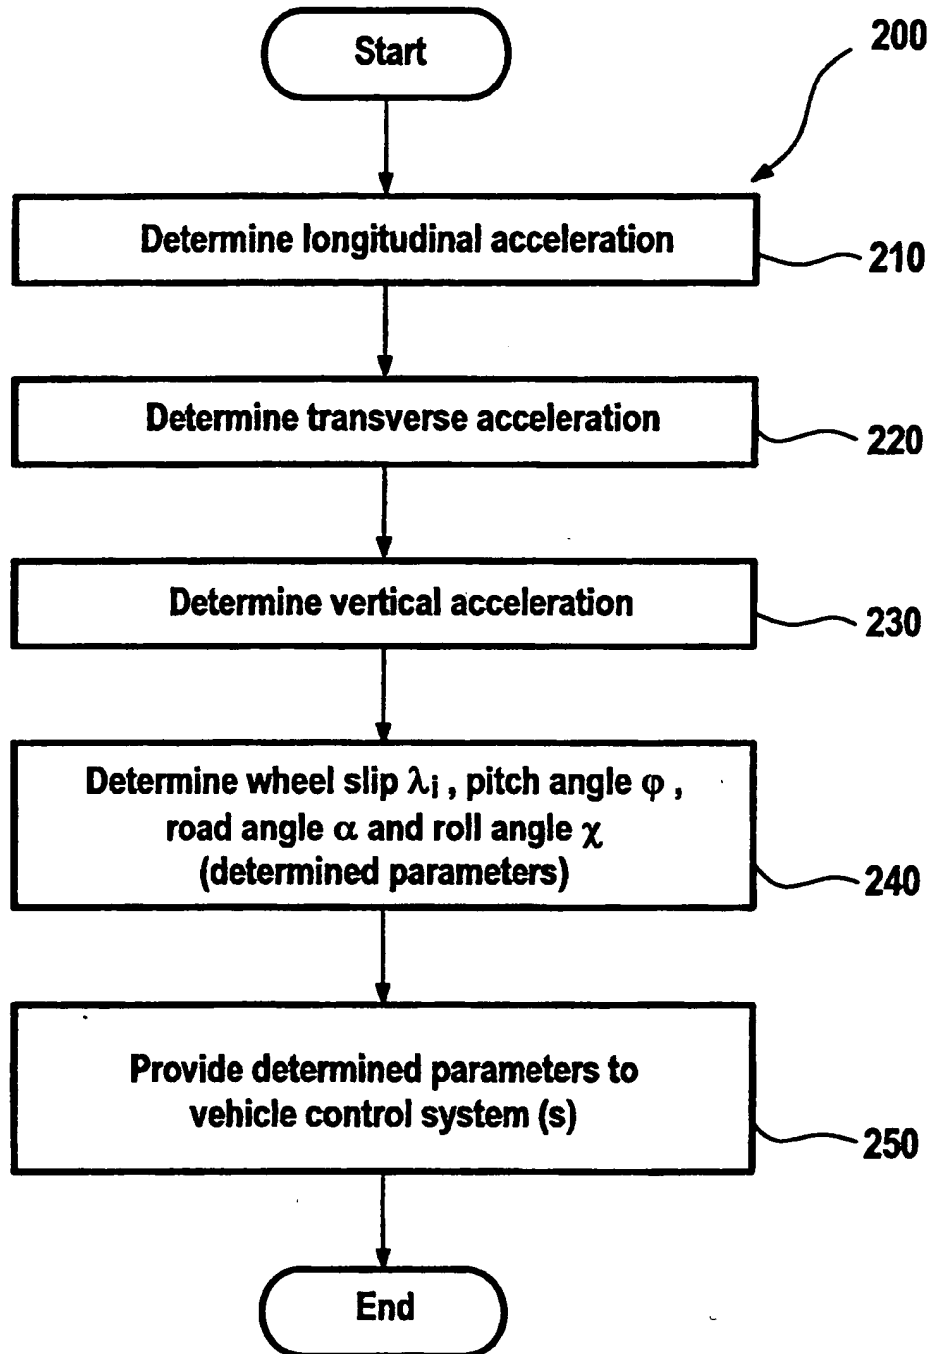 Start
200
Determine longitudinal acceleration
210
Determine transverse acceleration
220
Determine vertical acceleration
230
Determine wheel slip λi , pitch angle φ ,
road angle α and roll angle χ
(determined parameters)
240
Provide determined parameters to
vehicle control system (s)
250
End